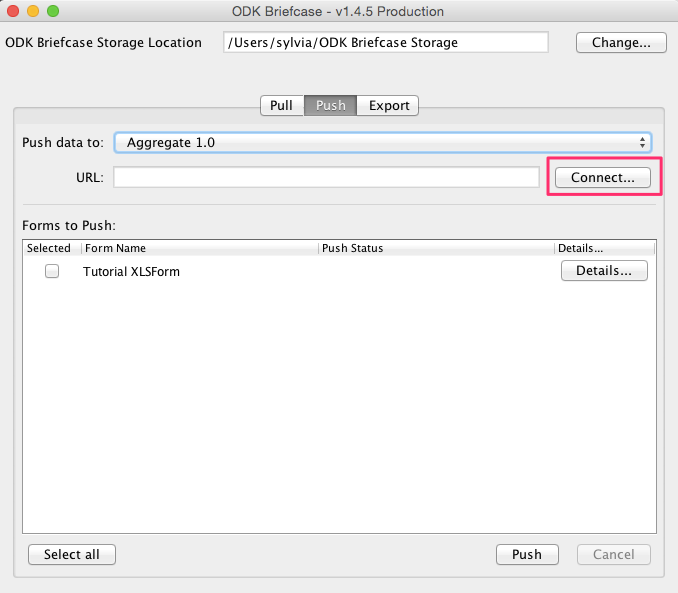 ODK Briefcase - v1.4.5 Production
ODK Briefcase Storage Location /Users/sylvia/ODK Briefcase Storage Change...
Pull Push Export
Push data to: Aggregate 1.0
URL: Connect...
Forms to Push:
Selected Form Name Push Status Details...
Tutorial XLSForm Details...
Select all Push Cancel